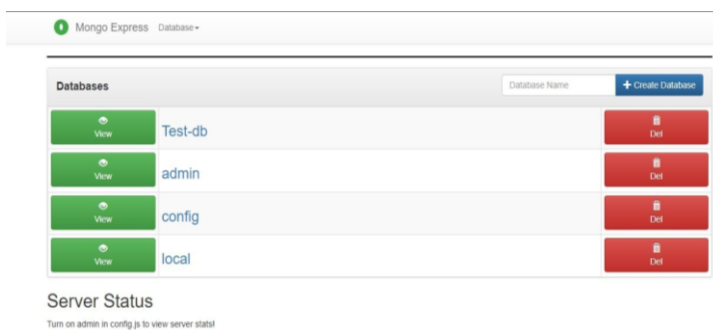 Mongo Express Database
Databases Database Name + Create Database
View Test-db Del
View admin Del
View config Del
View local Del
Server Status
Turn on admin in config.js to view server stats!